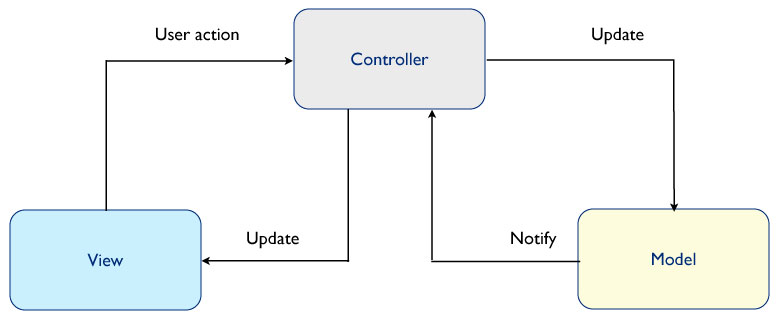 User action
Controller
Update
Update
Notify
View
Model